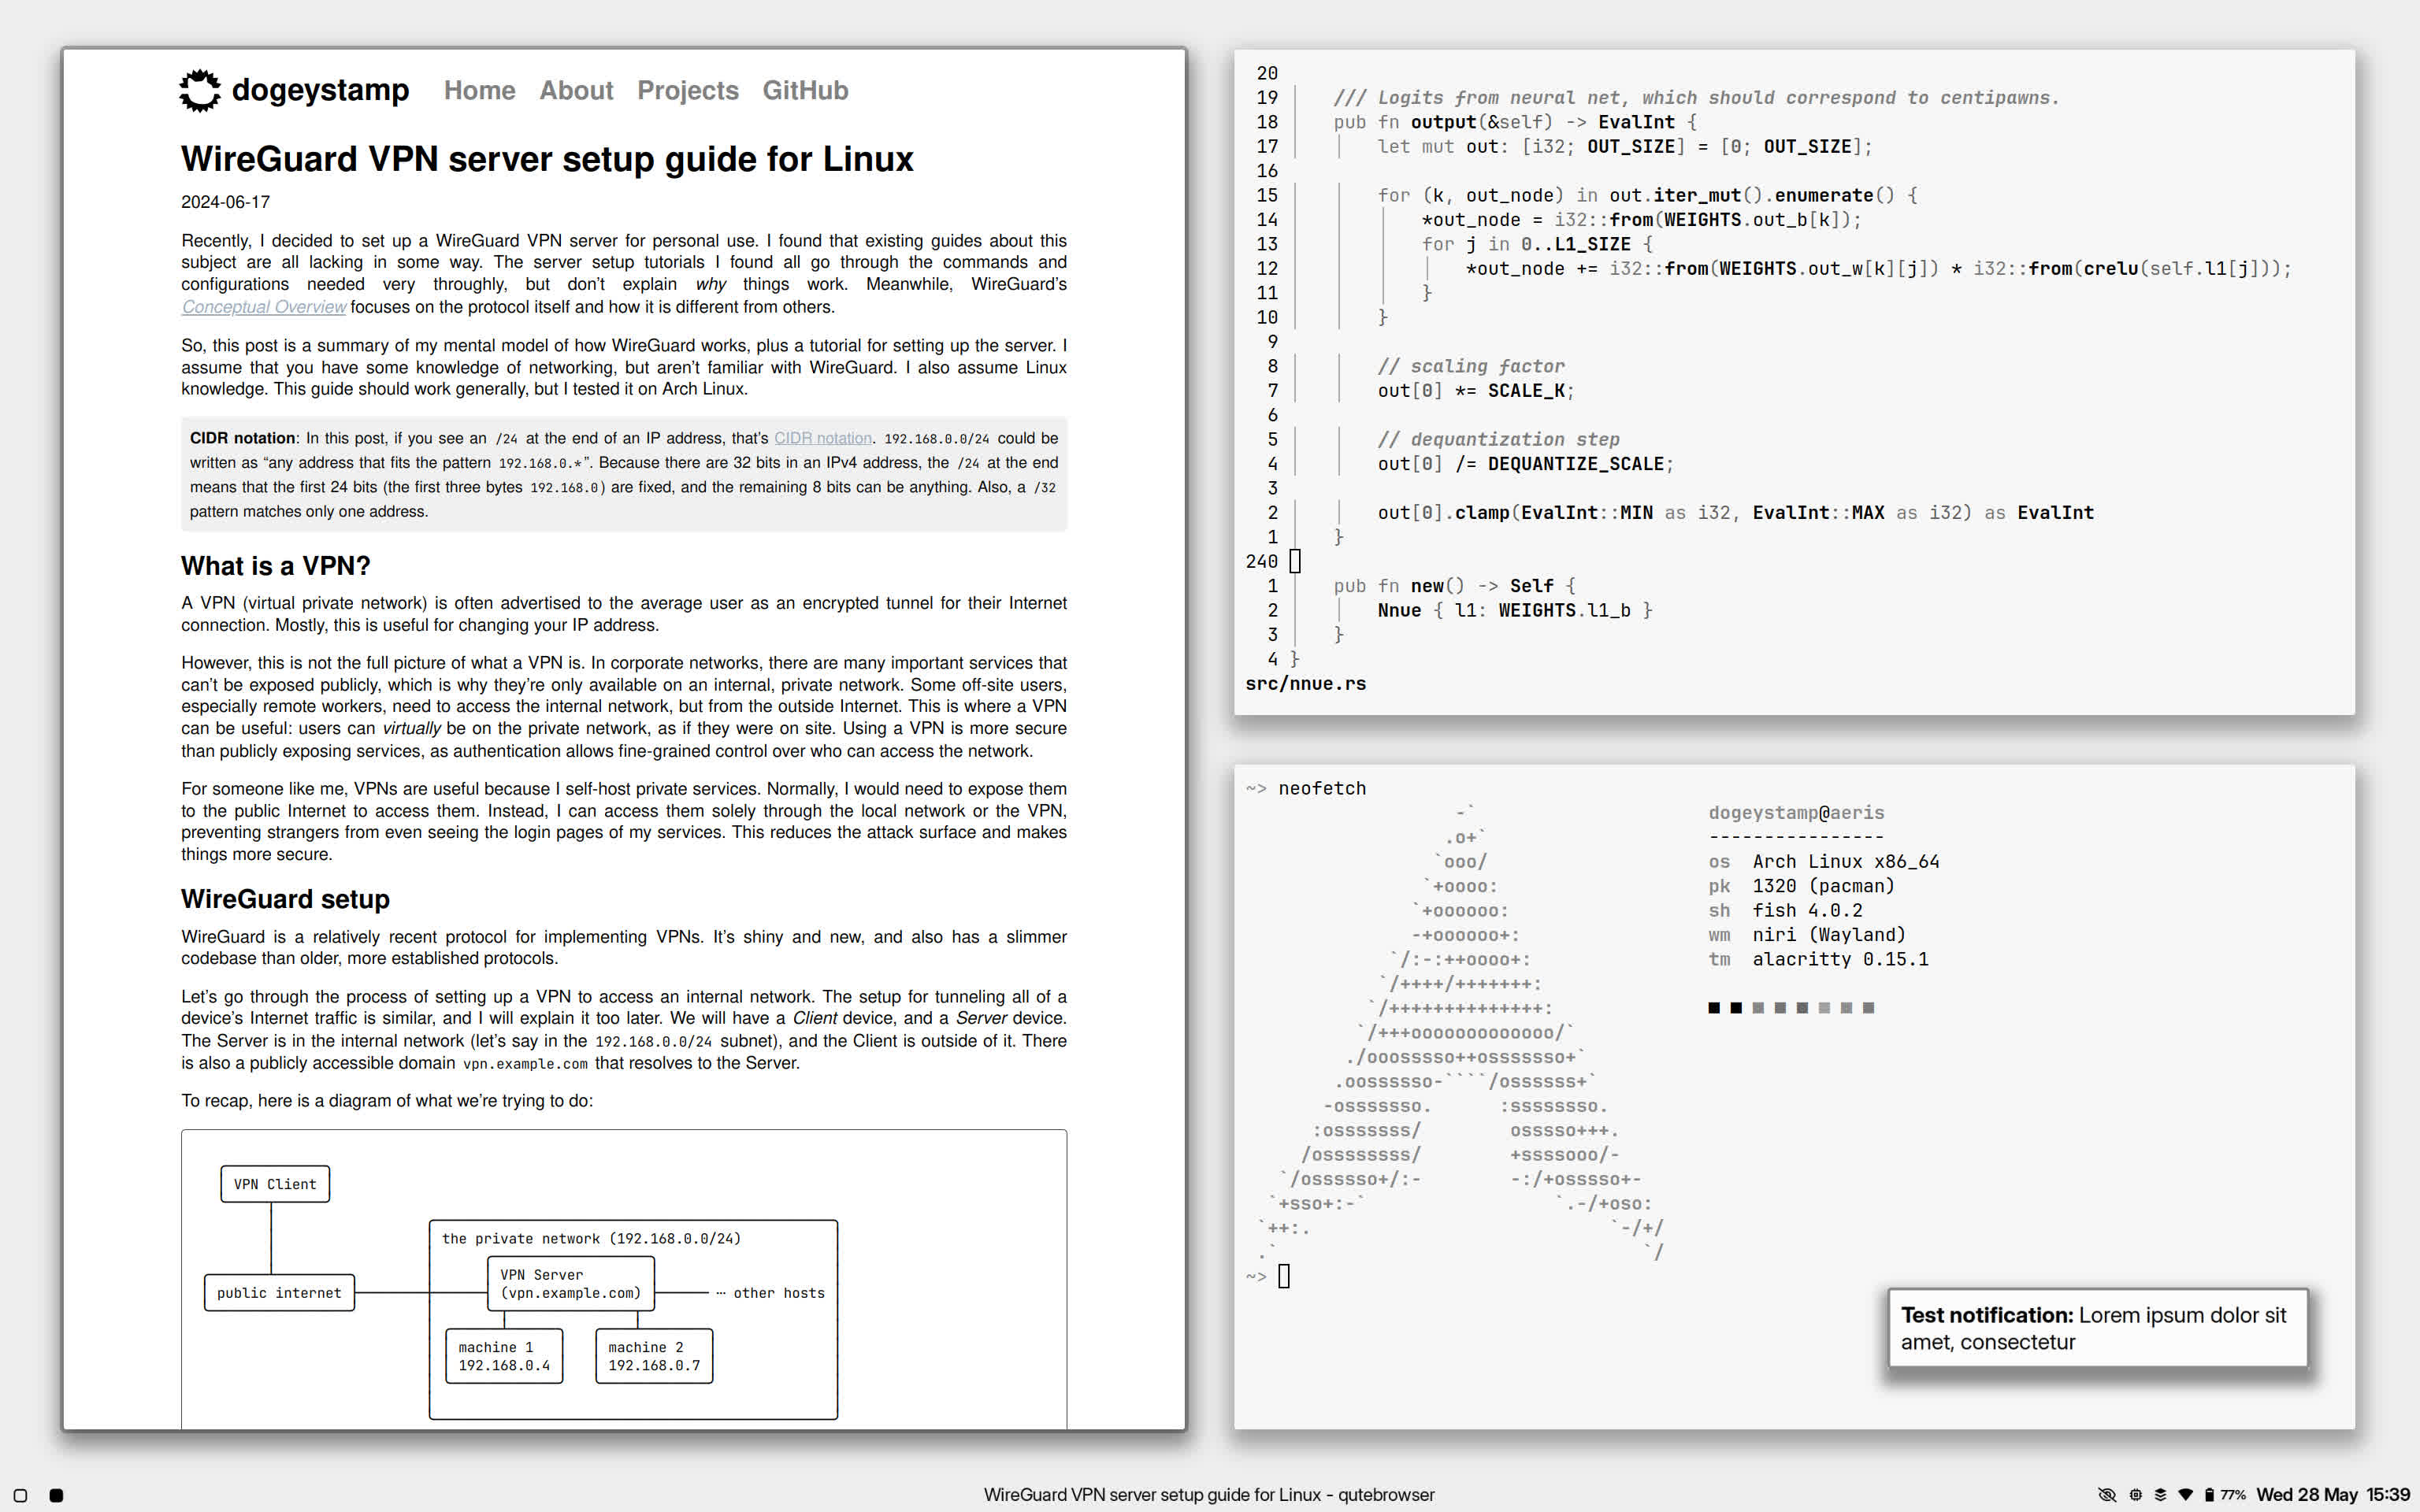 dogeystamp Home About Projects GitHub
WireGuard VPN server setup guide for Linux
2024-06-17
Recently, I decided to set up a WireGuard VPN server for personal use. I found that existing guides about this
subject are all lacking in some way. The server setup tutorials I found all go through the commands and
configurations needed very throughly, but don’t explain why things work. Meanwhile, WireGuard’s
Conceptual Overview focuses on the protocol itself and how it is different from others.
So, this post is a summary of my mental model of how WireGuard works, plus a tutorial for setting up the server. I
assume that you have some knowledge of networking, but aren’t familiar with WireGuard. I also assume Linux
knowledge. This guide should work generally, but I tested it on Arch Linux.
CIDR notation: In this post, if you see an /24 at the end of an IP address, that’s CIDR notation. 192.168.0.0/24 could be
written as “any address that fits the pattern 192.168.0.*”. Because there are 32 bits in an IPv4 address, the /24 at the end
means that the first 24 bits (the first three bytes 192.168.0) are fixed, and the remaining 8 bits can be anything. Also, a /32
pattern matches only one address.
What is a VPN?
A VPN (virtual private network) is often advertised to the average user as an encrypted tunnel for their Internet
connection. Mostly, this is useful for changing your IP address.
However, this is not the full picture of what a VPN is. In corporate networks, there are many important services that
can’t be exposed publicly, which is why they’re only available on an internal, private network. Some off-site users,
especially remote workers, need to access the internal network, but from the outside Internet. This is where a VPN
can be useful: users can virtually be on the private network, as if they were on site. Using a VPN is more secure
than publicly exposing services, as authentication allows fine-grained control over who can access the network.
For someone like me, VPNs are useful because I self-host private services. Normally, I would need to expose them
to the public Internet to access them. Instead, I can access them solely through the local network or the VPN,
preventing strangers from even seeing the login pages of my services. This reduces the attack surface and makes
things more secure.
WireGuard setup
WireGuard is a relatively recent protocol for implementing VPNs. It’s shiny and new, and also has a slimmer
codebase than older, more established protocols.
Let’s go through the process of setting up a VPN to access an internal network. The setup for tunneling all of a
device’s Internet traffic is similar, and I will explain it too later. We will have a Client device, and a Server device.
The Server is in the internal network (let’s say in the 192.168.0.0/24 subnet), and the Client is outside of it. There
is also a publicly accessible domain vpn.example.com that resolves to the Server.
To recap, here is a diagram of what we’re trying to do:
VPN Client
the private network (192.168.0.0/24)
VPN Server
public internet (vpn.example.com) … other hosts
machine 1 machine 2
192.168.0.4 192.168.0.7
20
19 /// Logits from neural net, which should correspond to centipawns.
18 pub fn output(&self) -> EvalInt {
17 let mut out: [i32; OUT_SIZE] = [0; OUT_SIZE];
16
15 for (k, out_node) in out.iter_mut().enumerate() {
14 *out_node = i32::from(WEIGHTS.out_b[k]);
13 for j in 0..L1_SIZE {
12 *out_node += i32::from(WEIGHTS.out_w[k][j]) * i32::from(crelu(self.l1[j]));
11 }
10 }
9
8 // scaling factor
7 out[0] *= SCALE_K;
6
5 // dequantization step
4 out[0] /= DEQUANTIZE_SCALE;
3
2 out[0].clamp(EvalInt::MIN as i32, EvalInt::MAX as i32) as EvalInt
1 }
240
1 pub fn new() -> Self {
2 Nnue { l1: WEIGHTS.l1_b }
3 }
4 }
src/nnue.rs
~> neofetch
-`
.o+`
`ooo/
`+oooo:
`+oooooo:
-+oooooo+:
`/:-:++oooo+:
`/++++/+++++++:
`/++++++++++++++:
`/+++ooooooooooooo/`
./ooosssso++osssssso+`
.oossssso-````/ossssss+`
-osssssso. :ssssssso.
:osssssss/ osssso+++.
/ossssssss/ +ssssooo/-
`/ossssso+/:- -:/+osssso+-
`+sso+:-` `.-/+oso:
`++:. `-/+/
.` `/
dogeystamp@aeris
----------------
os Arch Linux x86_64
pk 1320 (pacman)
sh fish 4.0.2
wm niri (Wayland)
tm alacritty 0.15.1
~>
Test notification: Lorem ipsum dolor sit
amet, consectetur
WireGuard VPN server setup guide for Linux - qutebrowser
77% Wed 28 May 15:39